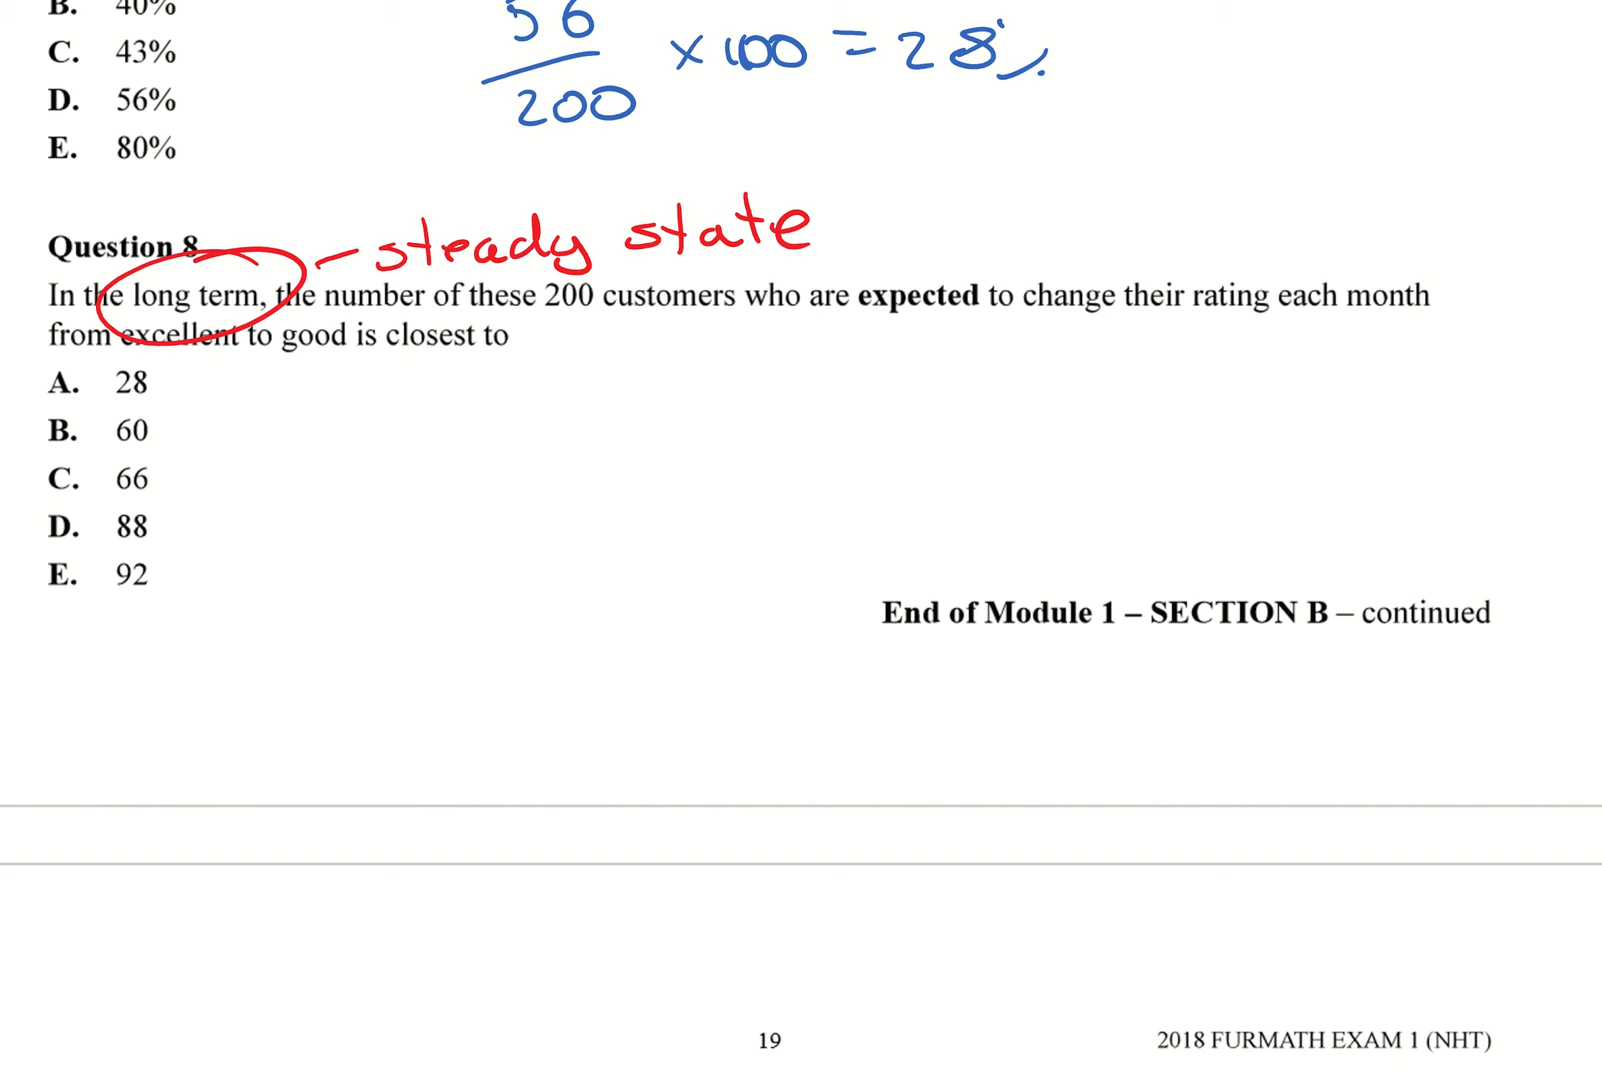 B. 40%
56
200
× 100 = 28%
C. 43%
D. 56%
E. 80%
Question 8
– steady state
In the long term, the number of these 200 customers who are expected to change their rating each month
from excellent to good is closest to
A. 28
B. 60
C. 66
D. 88
E. 92
End of Module 1 – SECTION B – continued
19
2018 FURMATH EXAM 1 (NHT)